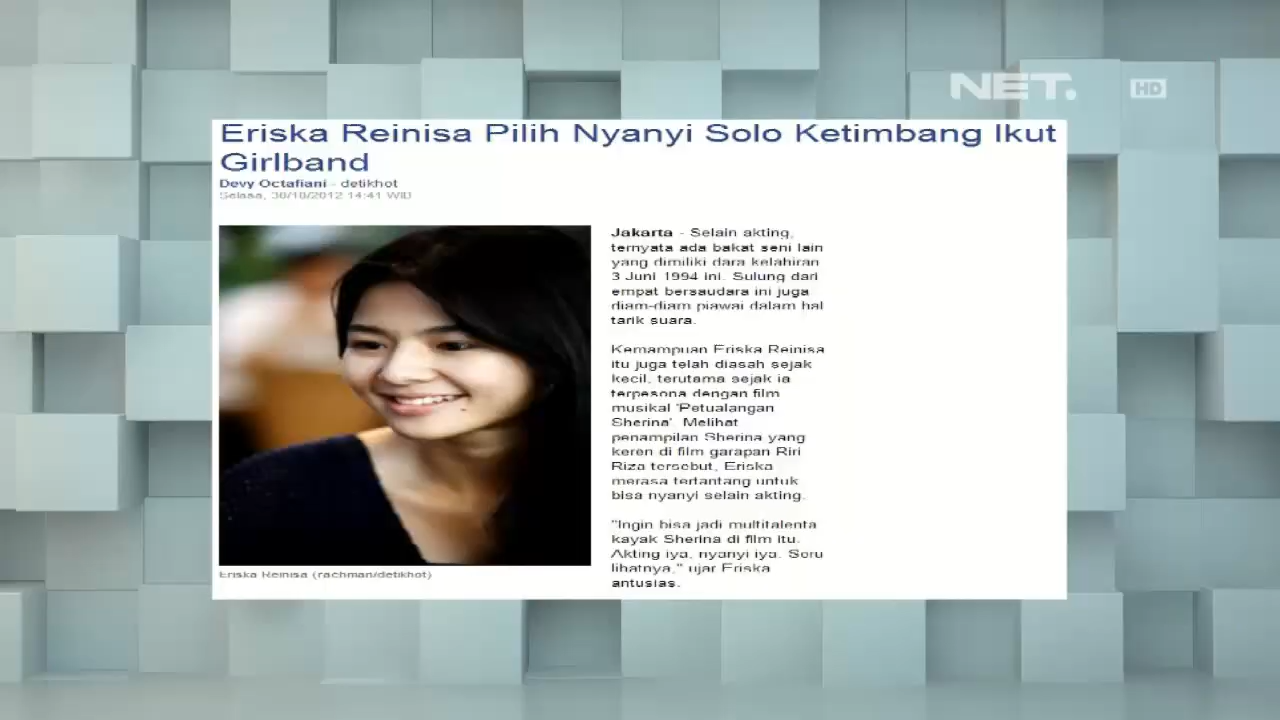 NET. HD
Eriska Reinisa Pilih Nyanyi Solo Ketimbang Ikut
Girlband
Devy Octafiani - detikhot
Selasa, 30/10/2012 14:41 WIB
Jakarta - Selain akting,
ternyata ada bakat seni lain
yang dimiliki dara kelahiran
3 Juni 1994 ini. Sulung dari
empat bersaudara ini juga
diam-diam piawai dalam hal
tarik suara.
Kemampuan Eriska Reinisa
itu juga telah diasah sejak
kecil, terutama sejak ia
terpesona dengan film
musikal 'Petualangan
Sherina'. Melihat
penampilan Sherina yang
keren di film garapan Riri
Riza tersebut, Eriska
merasa tertantang untuk
bisa nyanyi selain akting.
"Ingin bisa jadi multitalenta
kayak Sherina di film itu.
Akting iya, nyanyi iya. Seru
lihatnya," ujar Eriska
antusias.
Eriska Reinisa (rachman/detikhot)